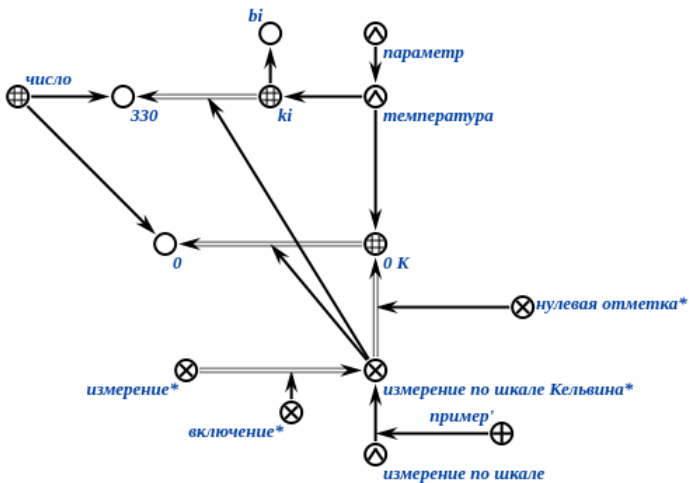 bi
параметр
число
330
ki
температура
0
0 К
нулевая отметка*
измерение*
измерение по шкале Кельвина*
пример'
включение*
измерение по шкале